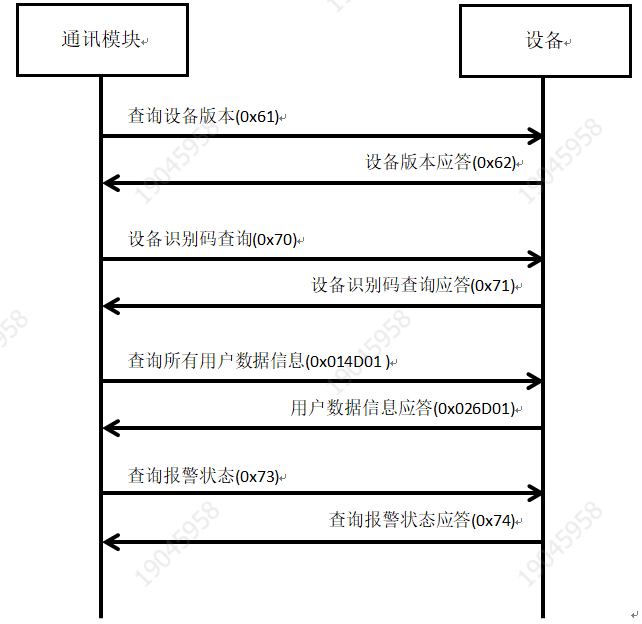 通讯模块
设备
查询设备版本(0x61)
设备版本应答(0x62)
设备识别码查询(0x70)
设备识别码查询应答(0x71)
查询所有用户数据信息(0x014D01 )
用户数据信息应答(0x026D01)
查询报警状态(0x73)
查询报警状态应答(0x74)
19045958
19045958
19045958
19045958
19045958